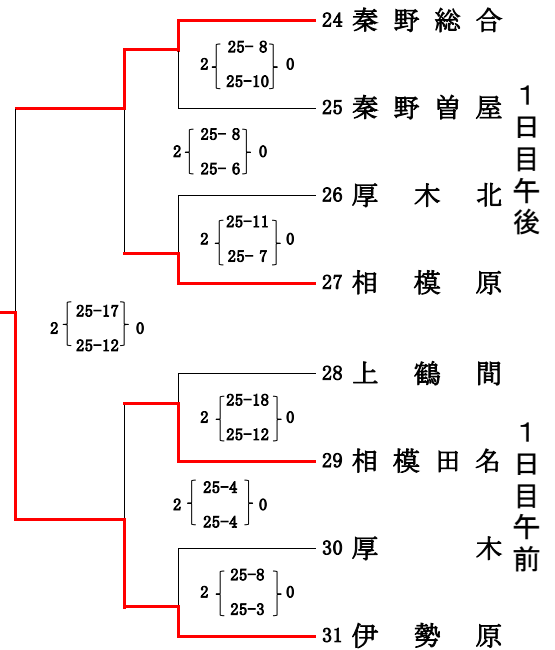 24 秦野総合
25-8
2 0
25-10
25 秦野曽屋
25-8
2 0
25-6
26 厚木北
25-11
2 0
25-7
27 相模原
1日目午後
25-17
2 0
25-12
28 上鶴間
25-18
2 0
25-12
29 相模田名
25-4
2 0
25-4
30 厚木
25-8
2 0
25-3
31 伊勢原
1日目午前